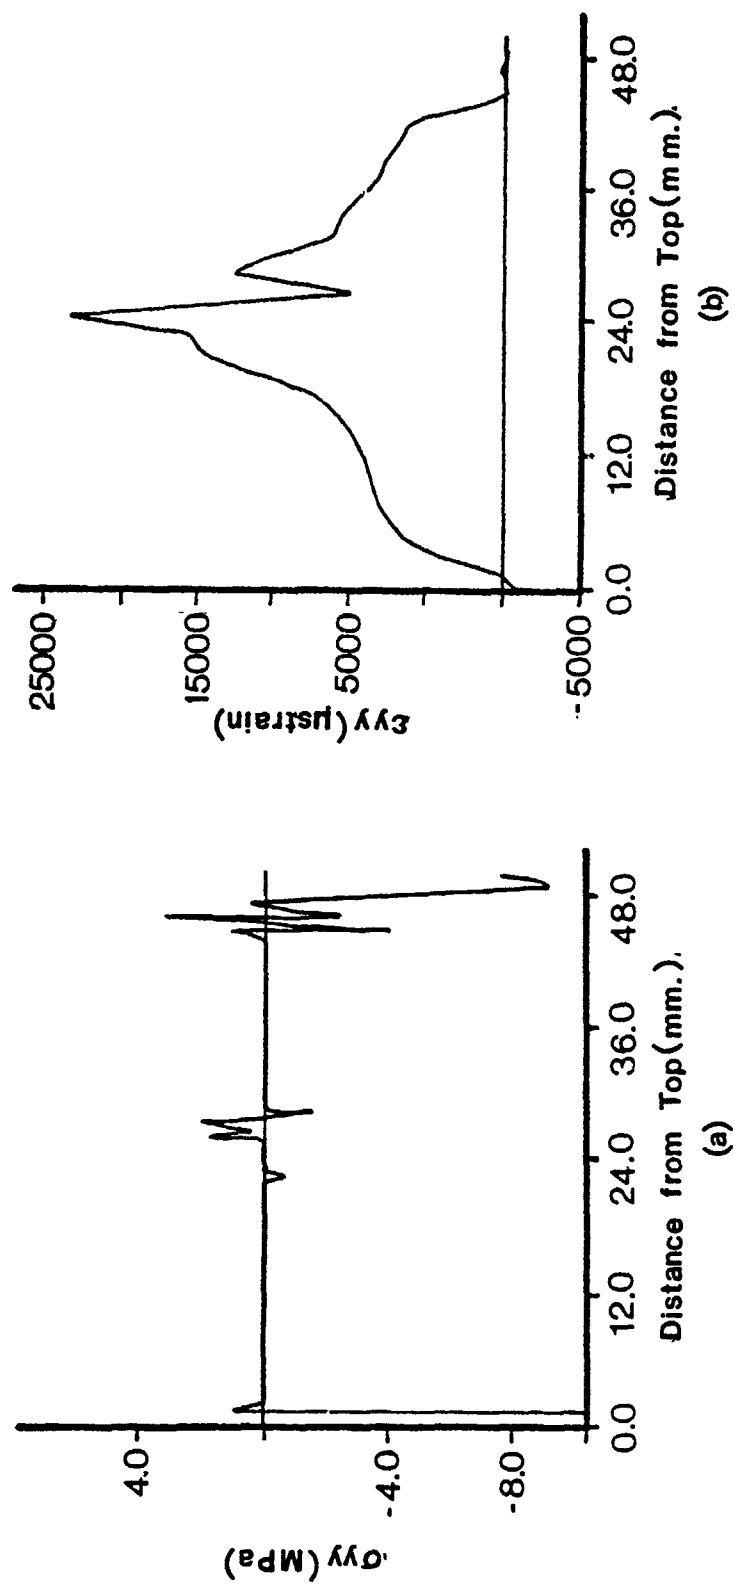 4.0
-4.0
-8.0
σyy (MPa)
0.0 12.0 24.0 36.0 48.0
Distance from Top(mm.)
(a)
25000
15000
5000
-5000
εyy (μstrain)
0.0 12.0 24.0 36.0 48.0
Distance from Top(mm.)
(b)